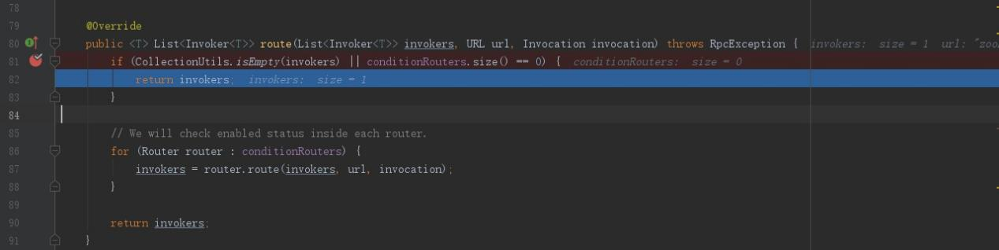 78
79 @Override
80 public <T> List<Invoker<T>> route(List<Invoker<T>> invokers, URL url, Invocation invocation) throws RpcException { invokers: size = 1 url: "zoo
81 if (CollectionUtils.isEmpty(invokers) || conditionRouters.size() == 0) { conditionRouters: size = 0
82 return invokers; invokers: size = 1
83 }
84
85 // We will check enabled status inside each router.
86 for (Router router : conditionRouters) {
87 invokers = router.route(invokers, url, invocation);
88 }
89
90 return invokers;
91 }